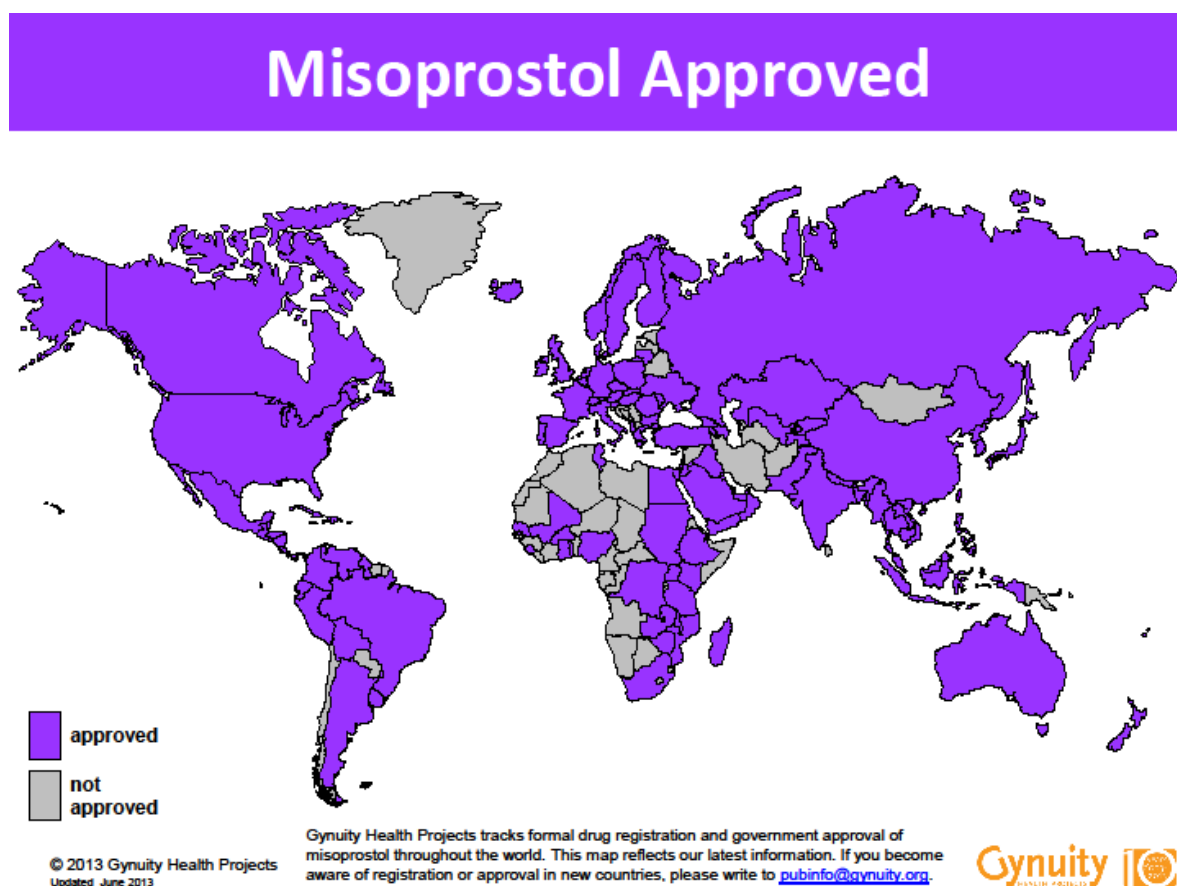 Misoprostol Approved
approved
not
approved
Gynuity Health Projects tracks formal drug registration and government approval of
misoprostol throughout the world. This map reflects our latest information. If you become
aware of registration or approval in new countries, please write to pubinfo@gynuity.org.
© 2013 Gynuity Health Projects
Updated June 2013
Gynuity
HEALTH PROJECTS